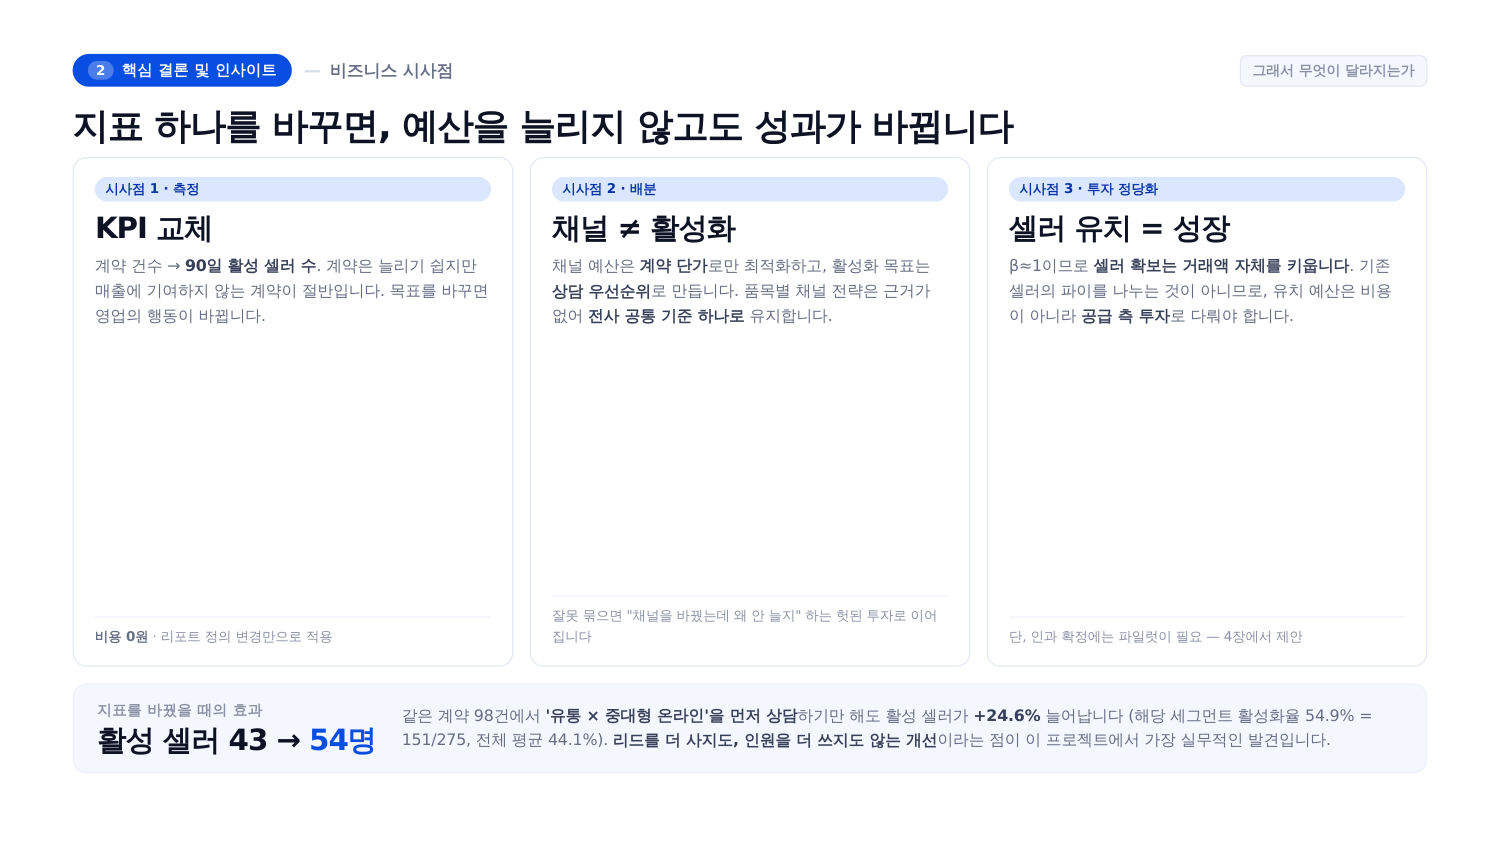 2 핵심 결론 및 인사이트 — 비즈니스 시사점
그래서 무엇이 달라지는가
지표 하나를 바꾸면, 예산을 늘리지 않고도 성과가 바뀝니다
시사점 1 · 측정
KPI 교체
계약 건수 → 90일 활성 셀러 수. 계약은 늘리기 쉽지만
매출에 기여하지 않는 계약이 절반입니다. 목표를 바꾸면
영업의 행동이 바뀝니다.
비용 0원 · 리포트 정의 변경만으로 적용
시사점 2 · 배분
채널 ≠ 활성화
채널 예산은 계약 단가로만 최적화하고, 활성화 목표는
상담 우선순위로 만듭니다. 품목별 채널 전략은 근거가
없어 전사 공통 기준 하나로 유지합니다.
잘못 묶으면 "채널을 바꿨는데 왜 안 늘지" 하는 헛된 투자로 이어
집니다
시사점 3 · 투자 정당화
셀러 유치 = 성장
β≈1이므로 셀러 확보는 거래액 자체를 키웁니다. 기존
셀러의 파이를 나누는 것이 아니므로, 유치 예산은 비용
이 아니라 공급 측 투자로 다뤄야 합니다.
단, 인과 확정에는 파일럿이 필요 — 4장에서 제안
지표를 바꿨을 때의 효과
활성 셀러 43 → 54명
같은 계약 98건에서 '유통 × 중대형 온라인'을 먼저 상담하기만 해도 활성 셀러가 +24.6% 늘어납니다 (해당 세그먼트 활성화율 54.9% =
151/275, 전체 평균 44.1%). 리드를 더 사지도, 인원을 더 쓰지도 않는 개선이라는 점이 이 프로젝트에서 가장 실무적인 발견입니다.